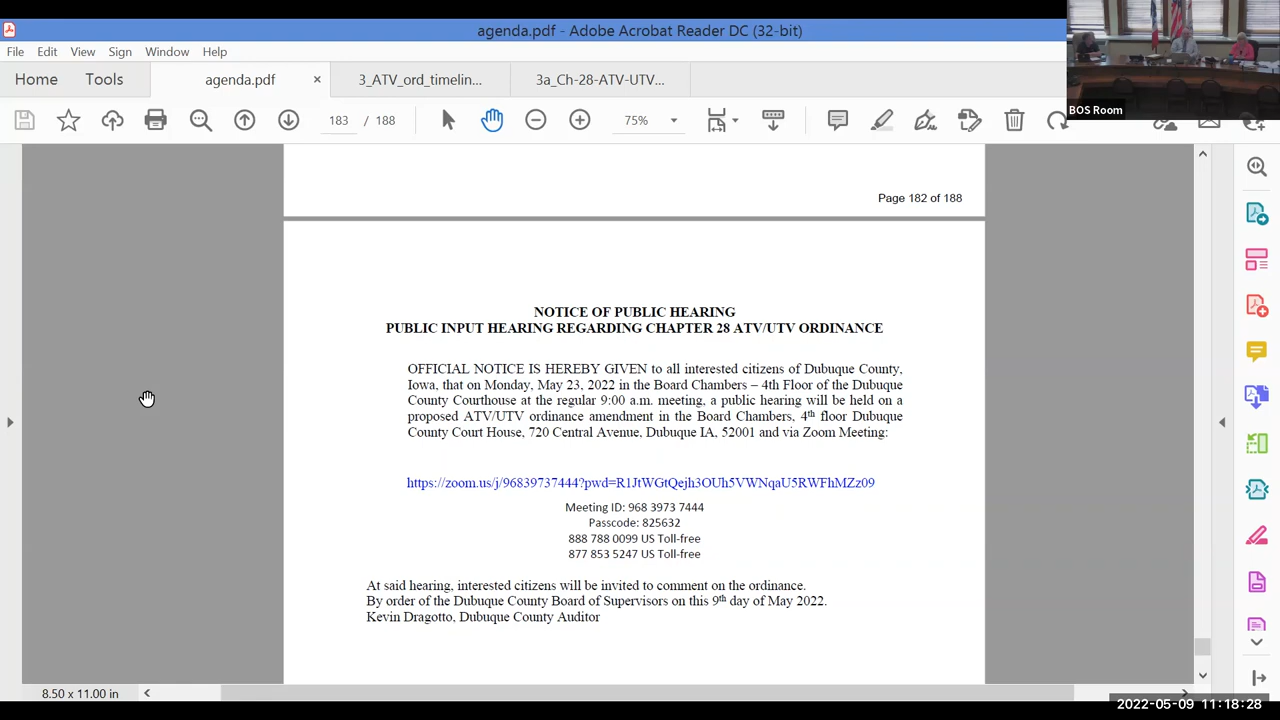 agenda.pdf - Adobe Acrobat Reader DC (32-bit)
File Edit View Sign Window Help
Home Tools agenda.pdf × 3_ATV_ord_timelin... 3a_Ch-28-ATV-UTV...
BOS Room
183 / 188 75%
Page 182 of 188
NOTICE OF PUBLIC HEARING
PUBLIC INPUT HEARING REGARDING CHAPTER 28 ATV/UTV ORDINANCE
OFFICIAL NOTICE IS HEREBY GIVEN to all interested citizens of Dubuque County,
Iowa, that on Monday, May 23, 2022 in the Board Chambers – 4th Floor of the Dubuque
County Courthouse at the regular 9:00 a.m. meeting, a public hearing will be held on a
proposed ATV/UTV ordinance amendment in the Board Chambers, 4th floor Dubuque
County Court House, 720 Central Avenue, Dubuque IA, 52001 and via Zoom Meeting:
https://zoom.us/j/96839737444?pwd=R1JtWGtQejh3OUh5VWNqaU5RWFhMZz09
Meeting ID: 968 3973 7444
Passcode: 825632
888 788 0099 US Toll-free
877 853 5247 US Toll-free
At said hearing, interested citizens will be invited to comment on the ordinance.
By order of the Dubuque County Board of Supervisors on this 9th day of May 2022.
Kevin Dragotto, Dubuque County Auditor
8.50 x 11.00 in
2022-05-09 11:18:28